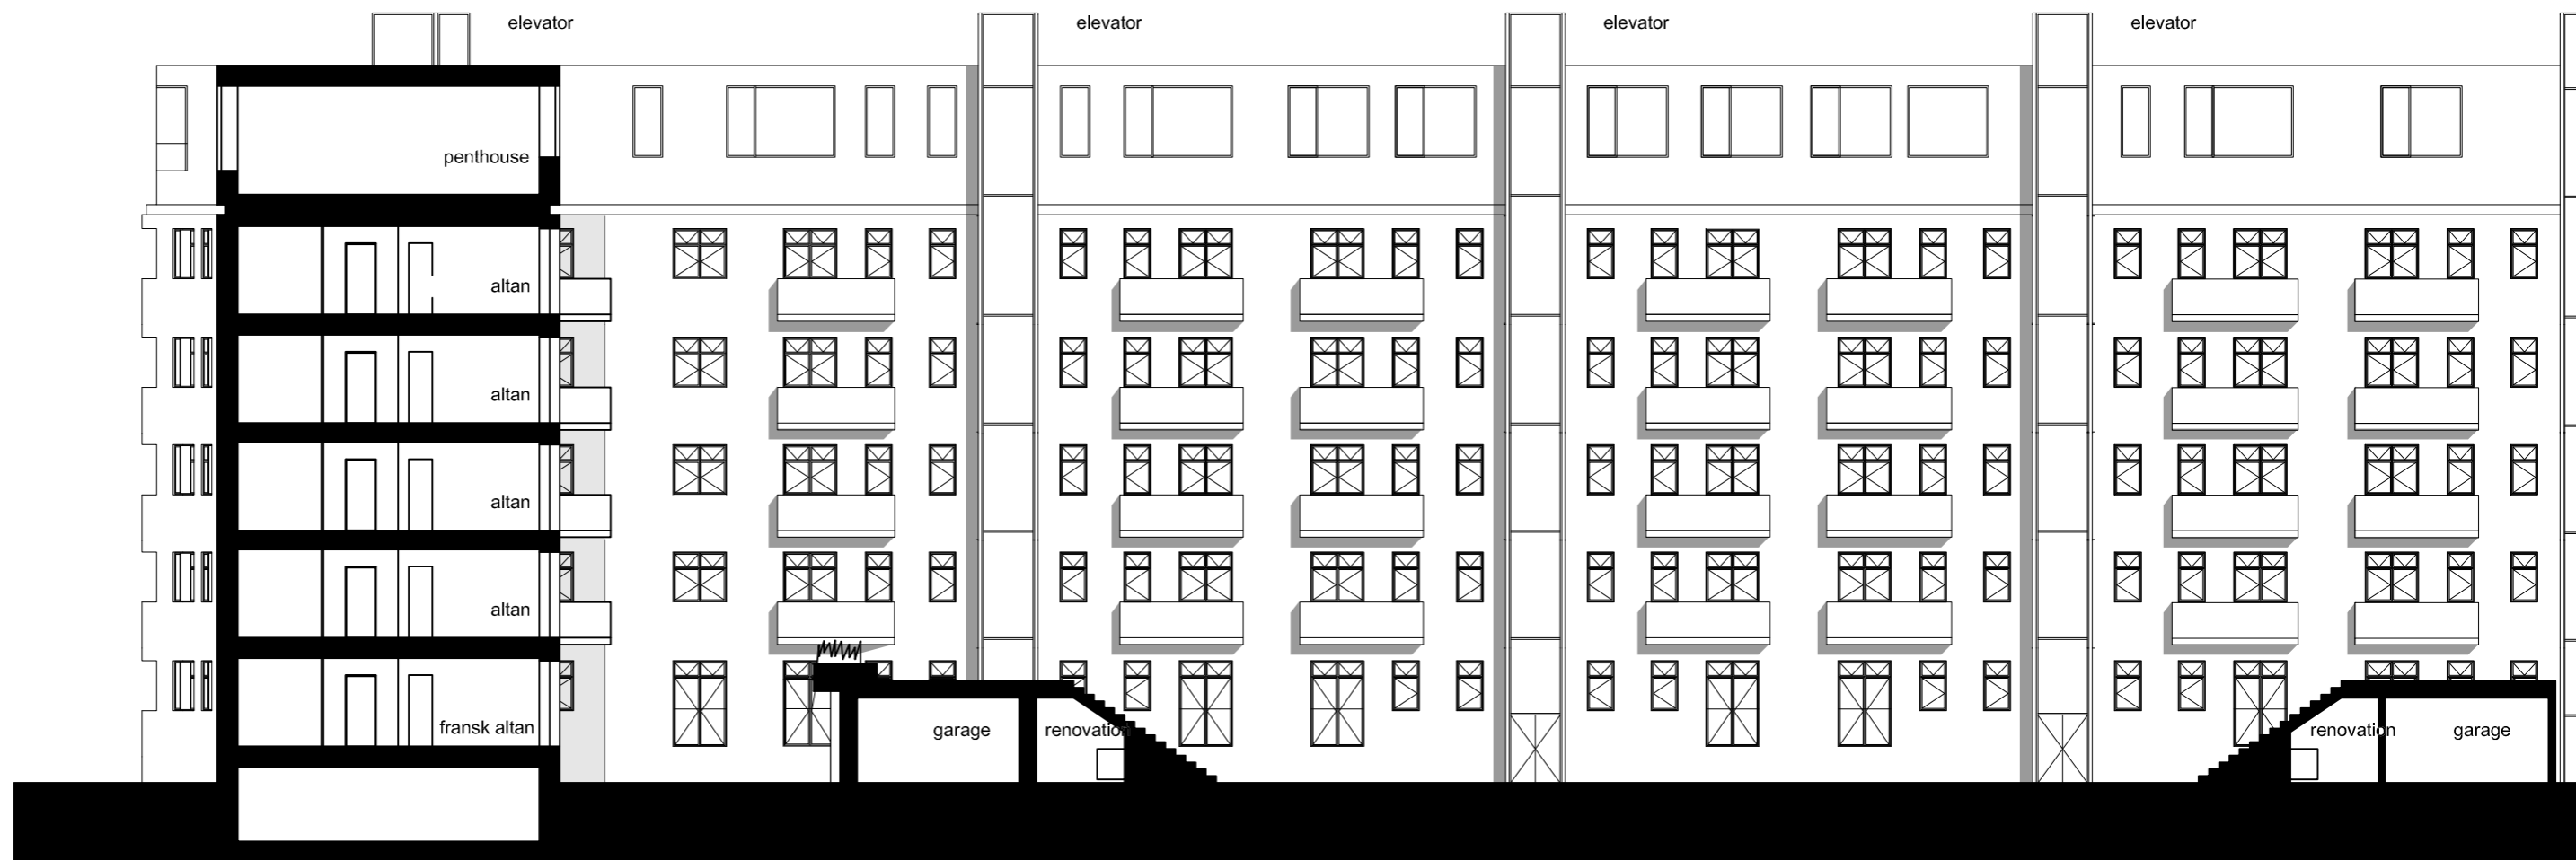 elevator
elevator
elevator
elevator
penthouse
altan
altan
altan
altan
fransk altan
garage
renovation
renovation
garage